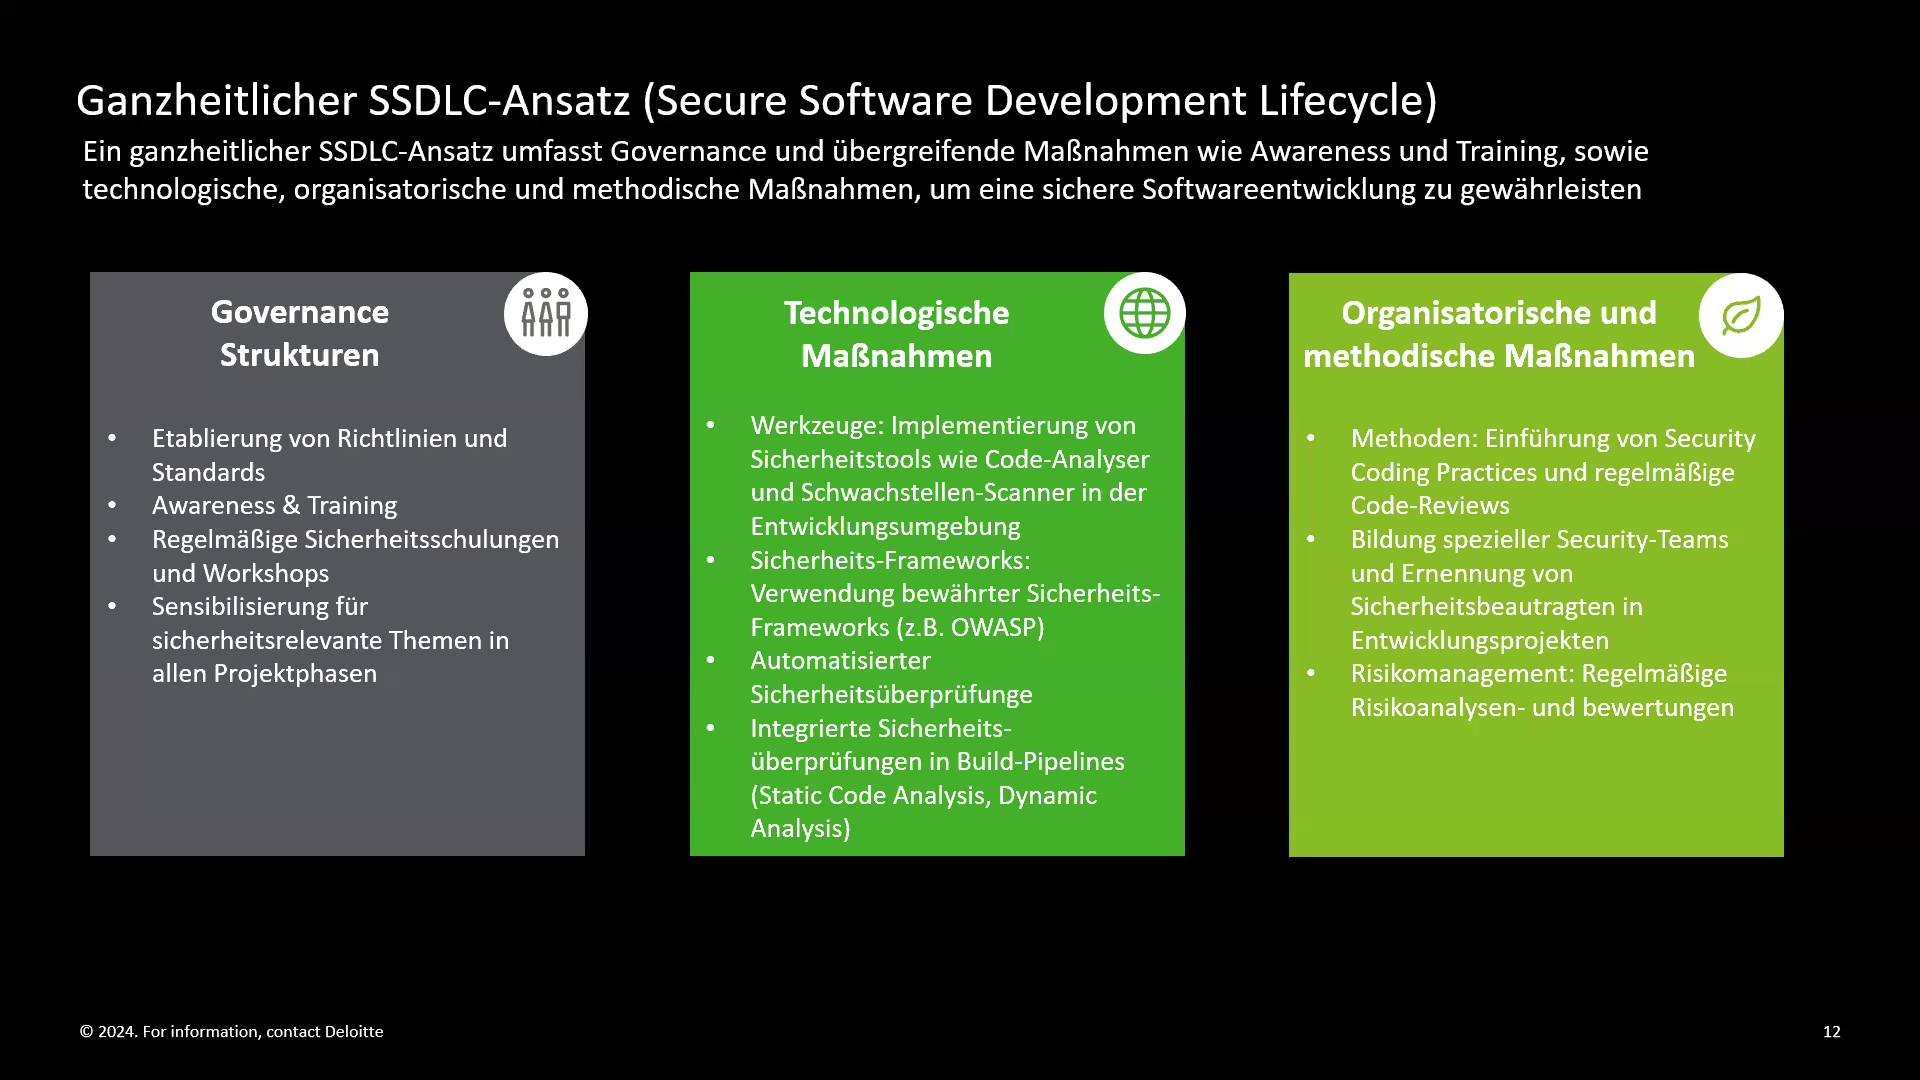 Ganzheitlicher SSDLC-Ansatz (Secure Software Development Lifecycle)
Ein ganzheitlicher SSDLC-Ansatz umfasst Governance und übergreifende Maßnahmen wie Awareness und Training, sowie
technologische, organisatorische und methodische Maßnahmen, um eine sichere Softwareentwicklung zu gewährleisten
Governance
Strukturen
• Etablierung von Richtlinien und
Standards
• Awareness & Training
• Regelmäßige Sicherheitsschulungen
und Workshops
• Sensibilisierung für
sicherheitsrelevante Themen in
allen Projektphasen
Technologische
Maßnahmen
• Werkzeuge: Implementierung von
Sicherheitstools wie Code-Analyser
und Schwachstellen-Scanner in der
Entwicklungsumgebung
• Sicherheits-Frameworks:
Verwendung bewährter Sicherheits-
Frameworks (z.B. OWASP)
• Automatisierter
Sicherheitsüberprüfunge
• Integrierte Sicherheits-
überprüfungen in Build-Pipelines
(Static Code Analysis, Dynamic
Analysis)
Organisatorische und
methodische Maßnahmen
• Methoden: Einführung von Security
Coding Practices und regelmäßige
Code-Reviews
• Bildung spezieller Security-Teams
und Ernennung von
Sicherheitsbeautragten in
Entwicklungsprojekten
• Risikomanagement: Regelmäßige
Risikoanalysen- und bewertungen
© 2024. For information, contact Deloitte
12